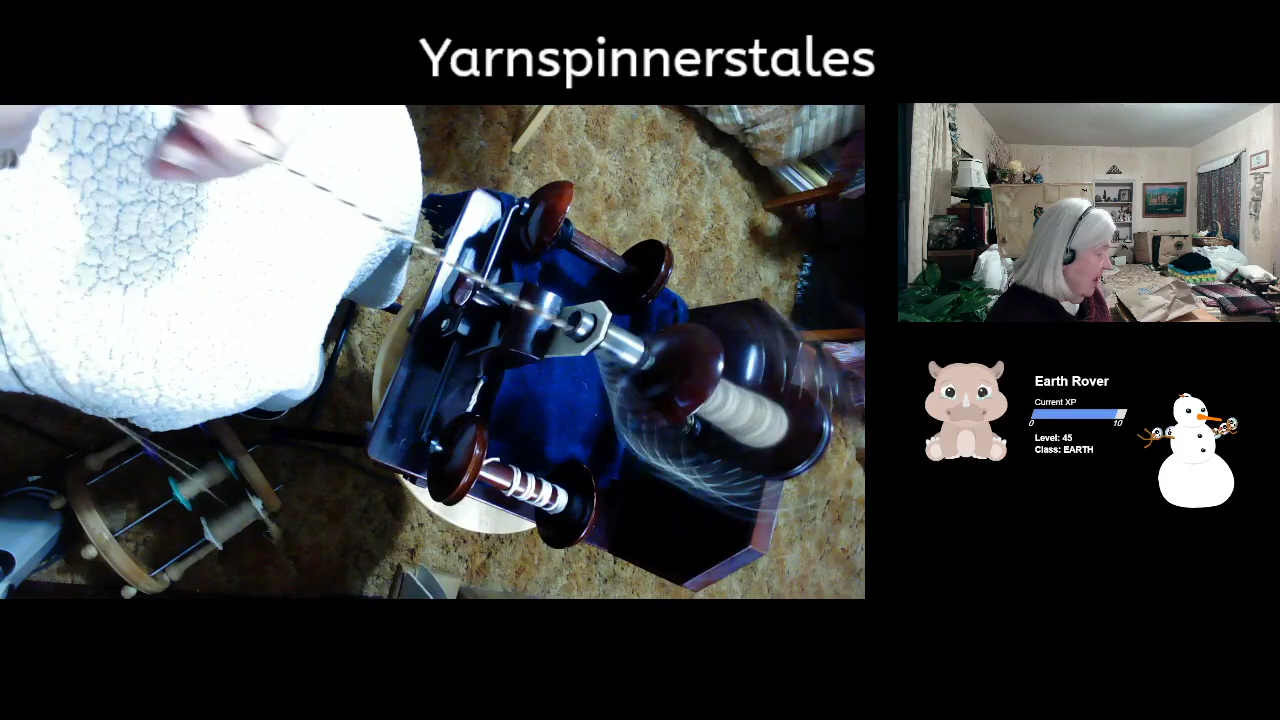 Yarnspinnerstales
Earth Rover
Current XP
0 10
Level: 45
Class: EARTH